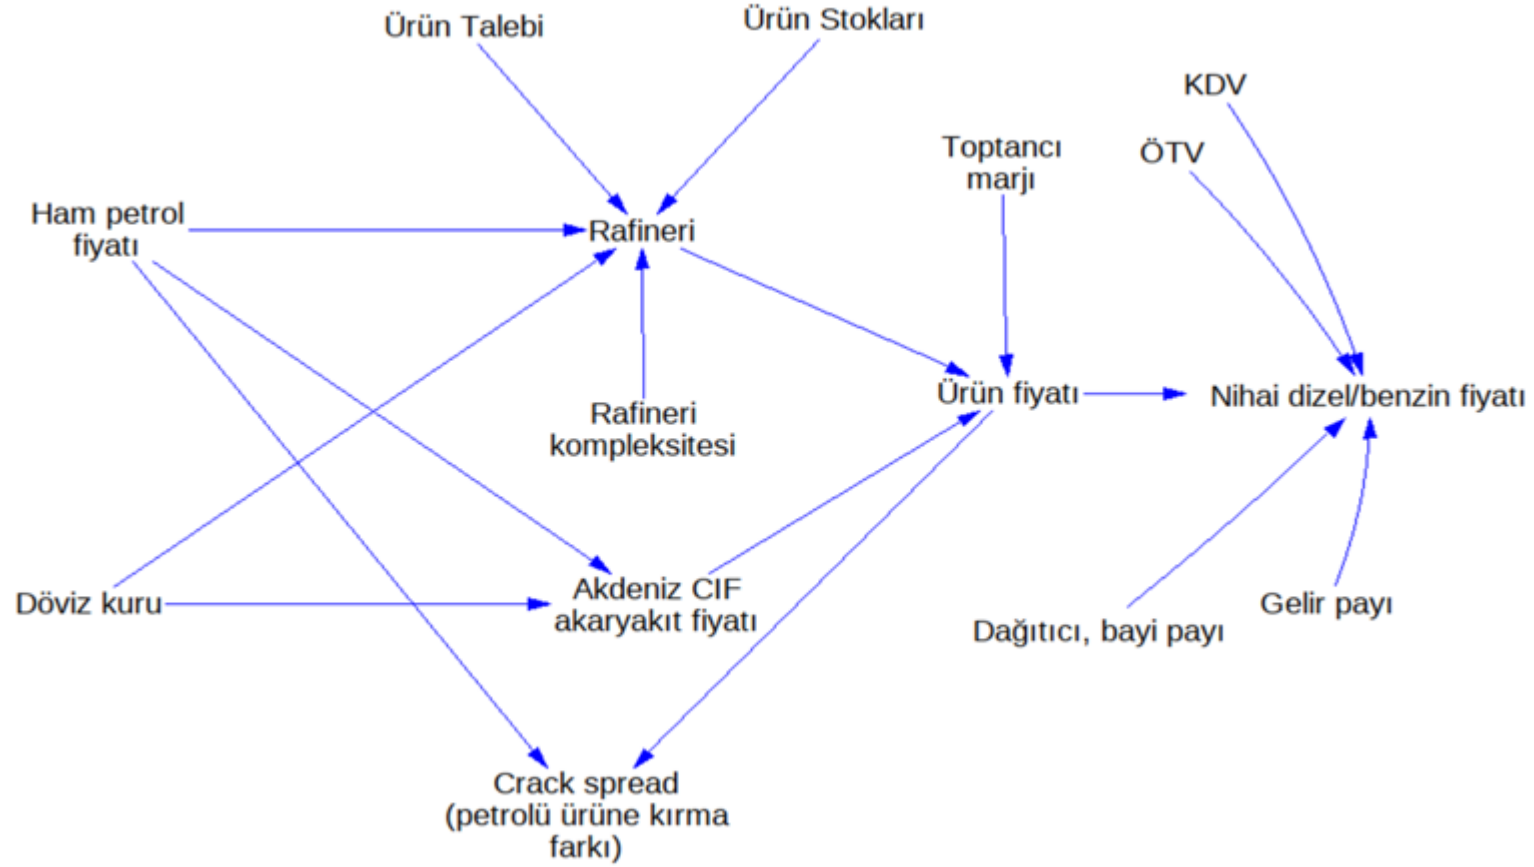 Ürün Talebi
Ürün Stokları
KDV
Toptancı
marjı
ÖTV
Ham petrol
fiyatı
Rafineri
Ürün fiyatı
Nihai dizel/benzin fiyatı
Rafineri
kompleksitesi
Döviz kuru
Akdeniz CIF
akaryakıt fiyatı
Gelir payı
Dağıtıcı, bayi payı
Crack spread
(petrolü ürüne kırma
farkı)